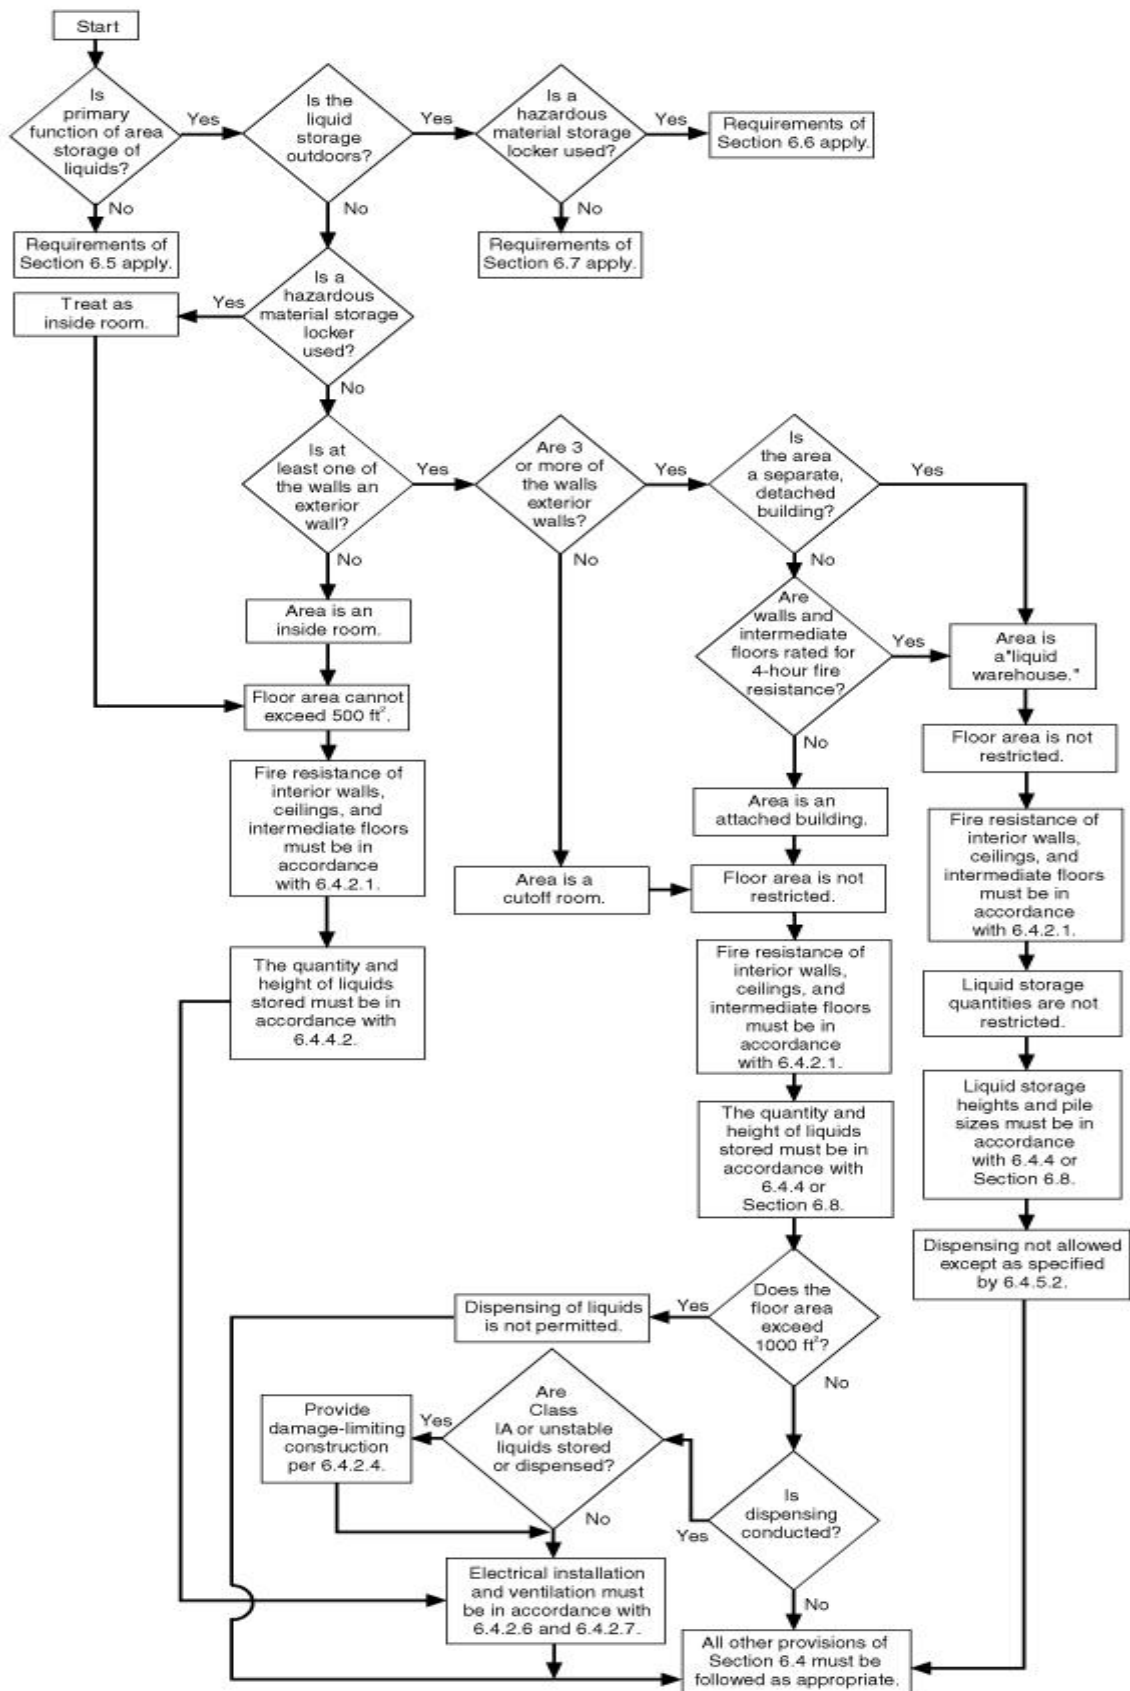 Start
Is
primary
function of area
storage of
liquids?
Yes
Is the
liquid
storage
outdoors?
Yes
Is a
hazardous
material storage
locker used?
Yes
Requirements of
Section 6.6 apply.
No
No
No
Requirements of
Section 6.5 apply.
Requirements of
Section 6.7 apply.
Treat as
inside room.
Yes
Is a
hazardous
material storage
locker
used?
No
Is at
least one of
the walls an
exterior
wall?
Yes
Are 3
or more of
the walls
exterior
walls?
Yes
Is
the area
a separate,
detached
building?
Yes
No
No
No
Area is an
inside room.
Are
walls and
intermediate
floors rated for
4-hour fire
resistance?
Yes
Area is
a"liquid
warehouse."
Floor area cannot
exceed 500 ft².
No
Floor area is not
restricted.
Fire resistance of
interior walls,
ceilings, and
intermediate floors
must be in
accordance
with 6.4.2.1.
Area is an
attached building.
Fire resistance of
interior walls,
ceilings, and
intermediate floors
must be in
accordance
with 6.4.2.1.
Area is a
cutoff room.
Floor area is not
restricted.
The quantity and
height of liquids
stored must be in
accordance with
6.4.4.2.
Fire resistance of
interior walls,
ceilings, and
intermediate floors
must be in
accordance
with 6.4.2.1.
Liquid storage
quantities are not
restricted.
The quantity and
height of liquids
stored must be in
accordance with
6.4.4 or
Section 6.8.
Liquid storage
heights and pile
sizes must be in
accordance
with 6.4.4 or
Section 6.8.
Dispensing not allowed
except as specified
by 6.4.5.2.
Dispensing of liquids
is not permitted.
Yes
Does the
floor area
exceed
1000 ft²?
No
Provide
damage-limiting
construction
per 6.4.2.4.
Yes
Are
Class
IA or unstable
liquids stored
or dispensed?
No
Yes
Is
dispensing
conducted?
No
Electrical installation
and ventilation must
be in accordance with
6.4.2.6 and 6.4.2.7.
All other provisions of
Section 6.4 must be
followed as appropriate.